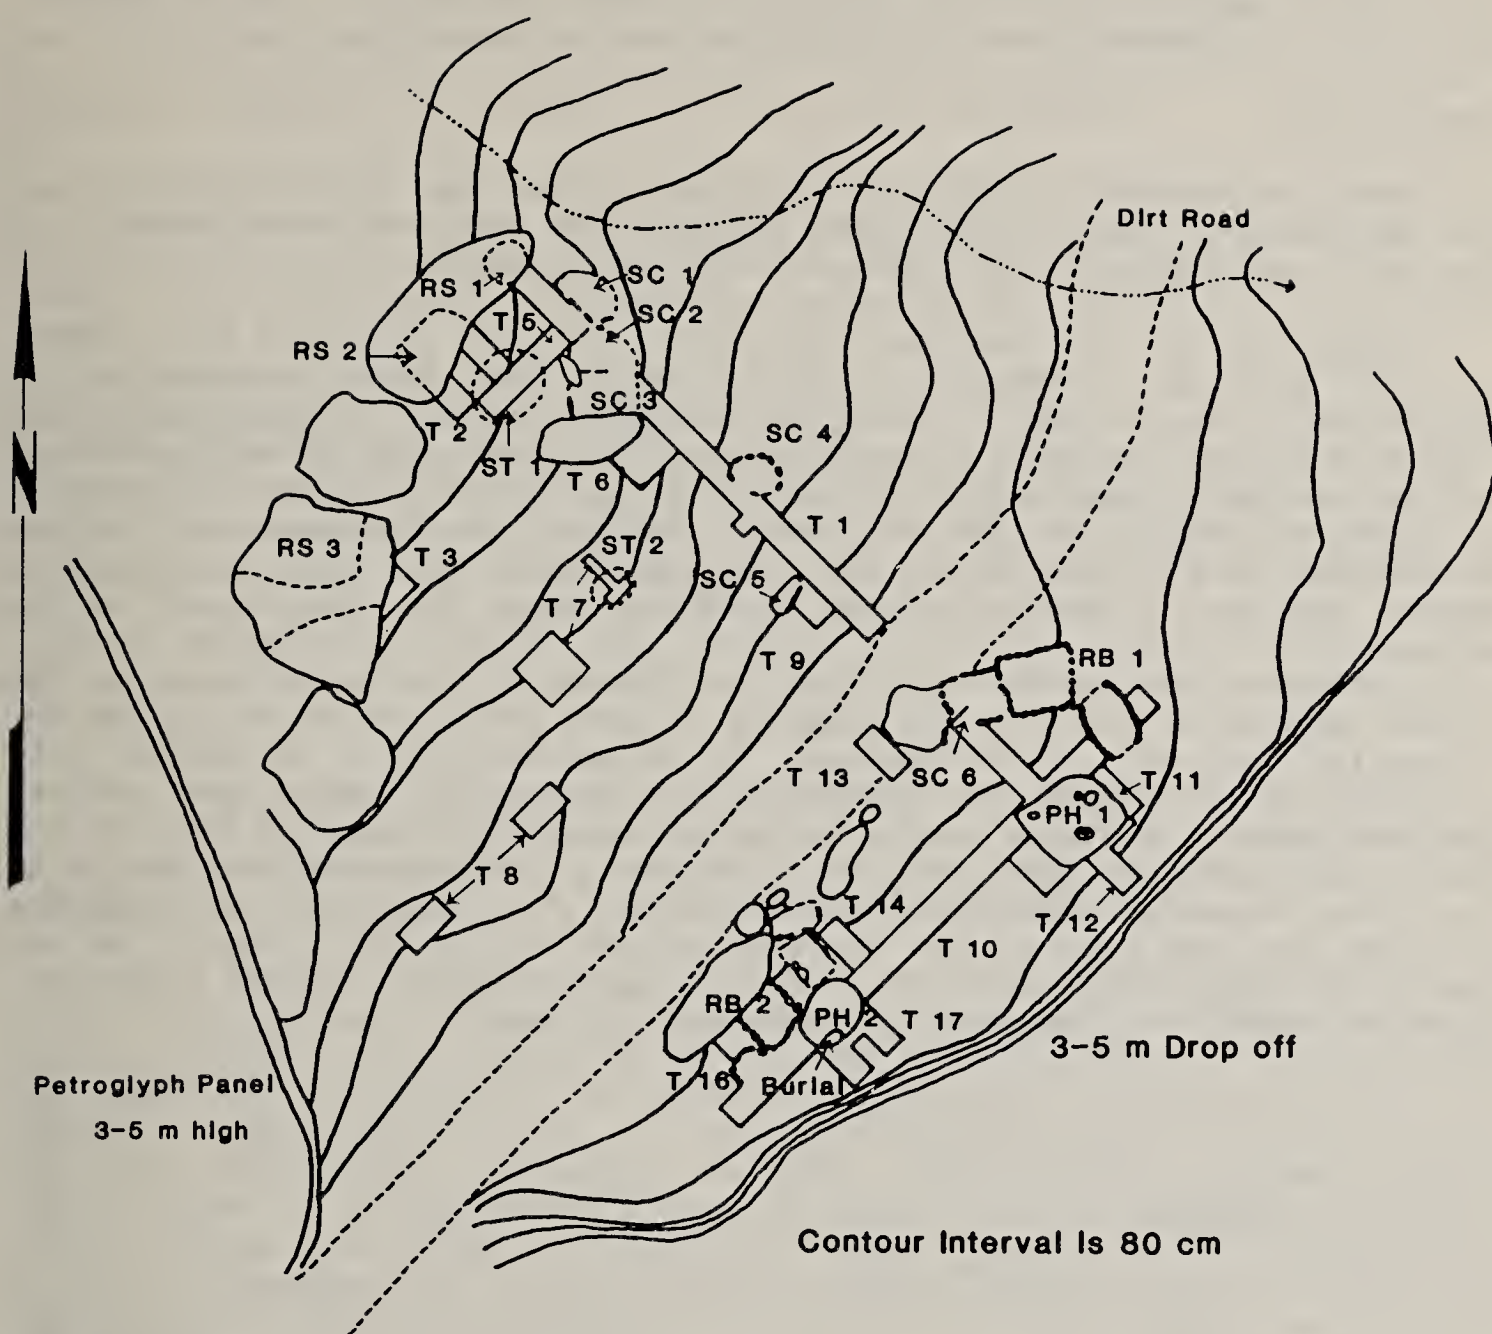 Dirt Road
RS 1
SC 1
T 5
SC 2
RS 2
SC 3
T 2
SC 4
ST 1
T 6
T 1
RS 3
T 3
ST 2
SC 5
T 7
N
T 9
RB 1
T 13
SC 6
T 11
PH 1
T 8
T 14
T 12
T 10
RB 2
PH 2
T 17
3-5 m Drop off
T 16
Burial
Petroglyph Panel
3-5 m high
Contour Interval Is 80 cm